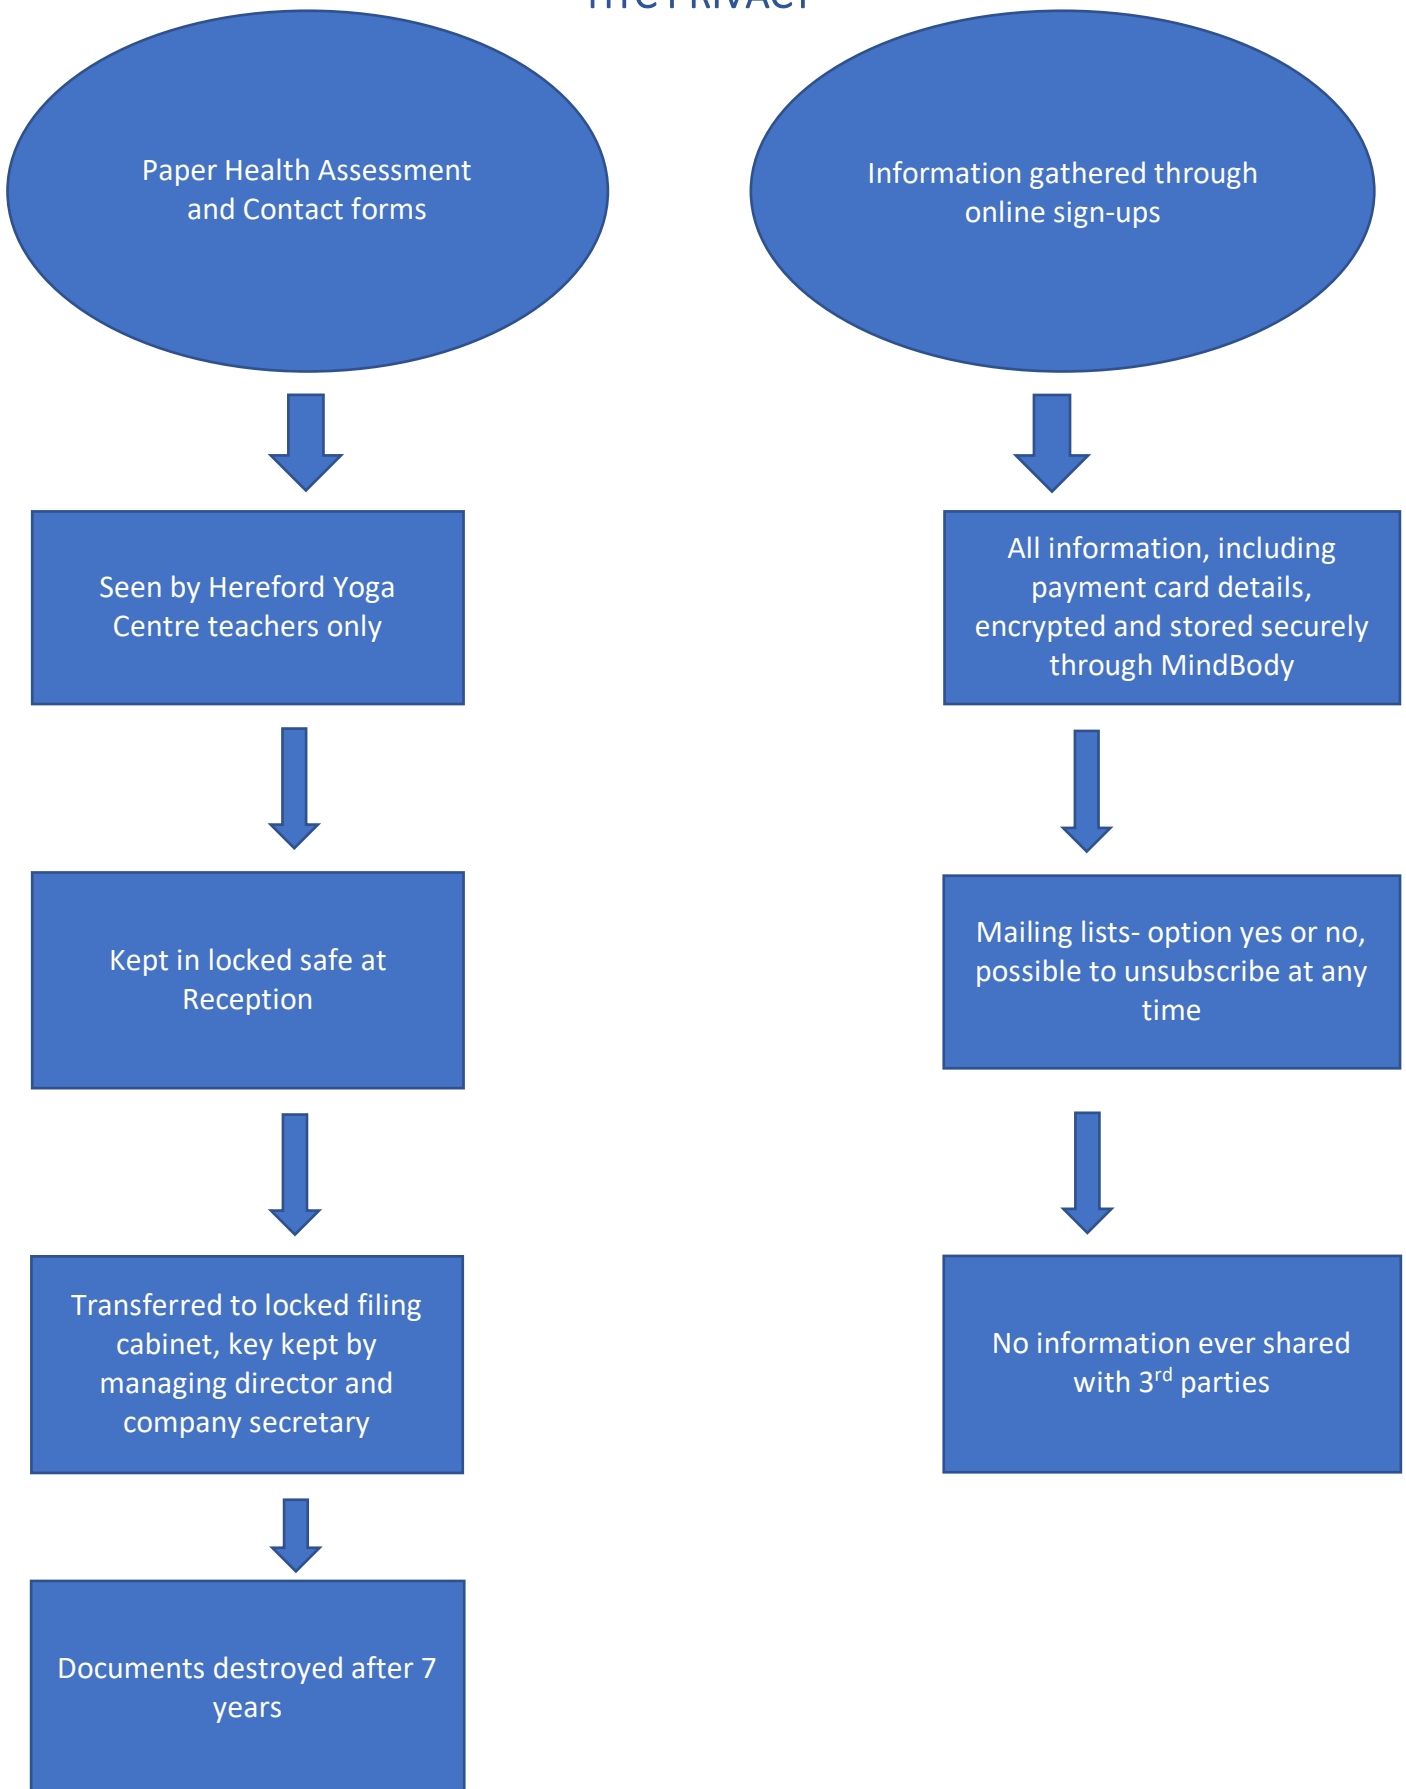 HYC PRIVACY
Paper Health Assessment
and Contact forms
Seen by Hereford Yoga
Centre teachers only
Kept in locked safe at
Reception
Transferred to locked filing
cabinet, key kept by
managing director and
company secretary
Documents destroyed after 7
years
Information gathered through
online sign-ups
All information, including
payment card details,
encrypted and stored securely
through MindBody
Mailing lists- option yes or no,
possible to unsubscribe at any
time
No information ever shared
with 3rd parties